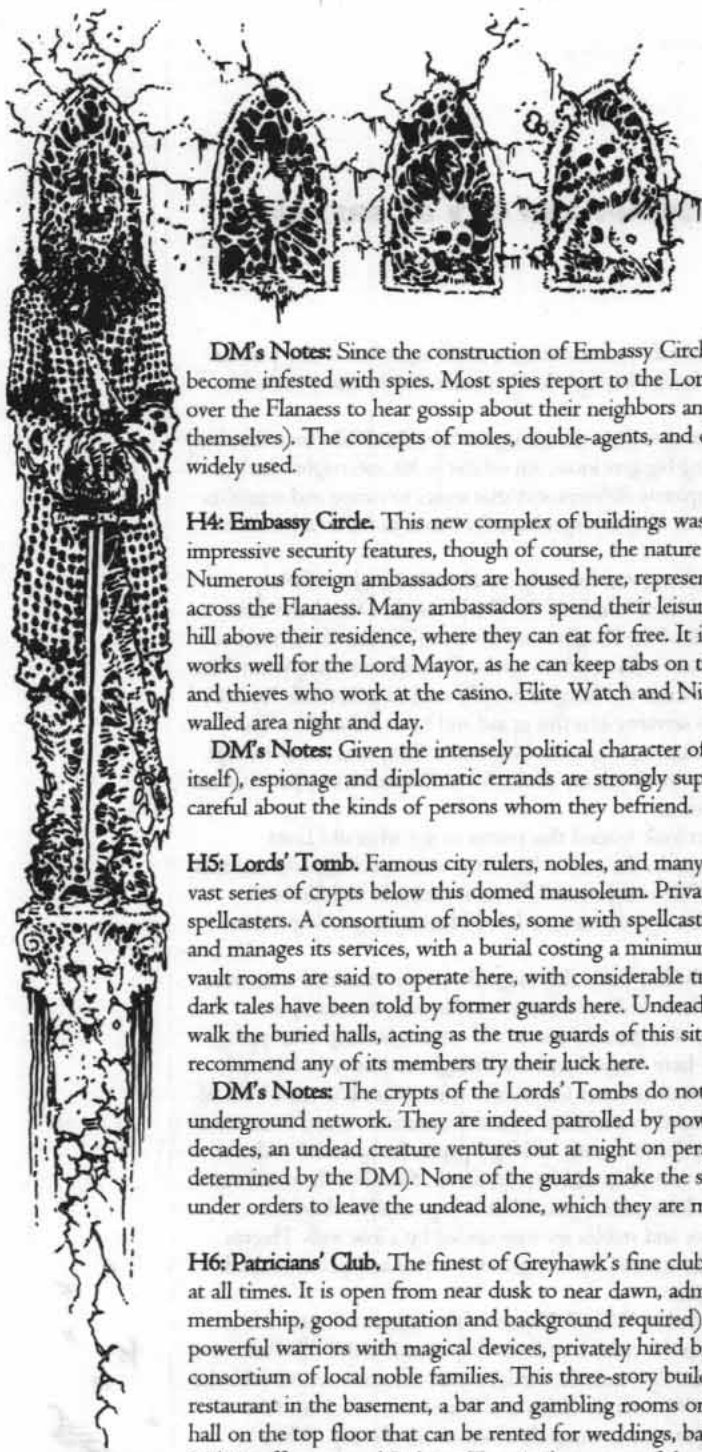 DM's Notes: Since the construction of Embassy Circl
become infested with spies. Most spies report to the Lor
over the Flanaess to hear gossip about their neighbors an
themselves). The concepts of moles, double-agents, and
widely used.
H4: Embassy Circle. This new complex of buildings was
impressive security features, though of course, the nature
Numerous foreign ambassadors are housed here, represen
across the Flanaess. Many ambassadors spend their leisur
hill above their residence, where they can eat for free. It i
works well for the Lord Mayor, as he can keep tabs on t
and thieves who work at the casino. Elite Watch and Ni
walled area night and day.
DM's Notes: Given the intensely political character of
itself), espionage and diplomatic errands are strongly sup
careful about the kinds of persons whom they befriend.
H5: Lords' Tomb. Famous city rulers, nobles, and many
vast series of crypts below this domed mausoleum. Priva
spellcasters. A consortium of nobles, some with spellcast
and manages its services, with a burial costing a minimum
vault rooms are said to operate here, with considerable tr
dark tales have been told by former guards here. Undead
walk the buried halls, acting as the true guards of this sit
recommend any of its members try their luck here.
DM's Notes: The crypts of the Lords' Tombs do not
underground network. They are indeed patrolled by pow
decades, an undead creature ventures out at night on per
determined by the DM). None of the guards make the s
under orders to leave the undead alone, which they are m
H6: Patricians' Club. The finest of Greyhawk's fine club
at all times. It is open from near dusk to near dawn, adm
membership, good reputation and background required)
powerful warriors with magical devices, privately hired b
consortium of local noble families. This three-story buil
restaurant in the basement, a bar and gambling rooms or
hall on the top floor that can be rented for weddings, ba